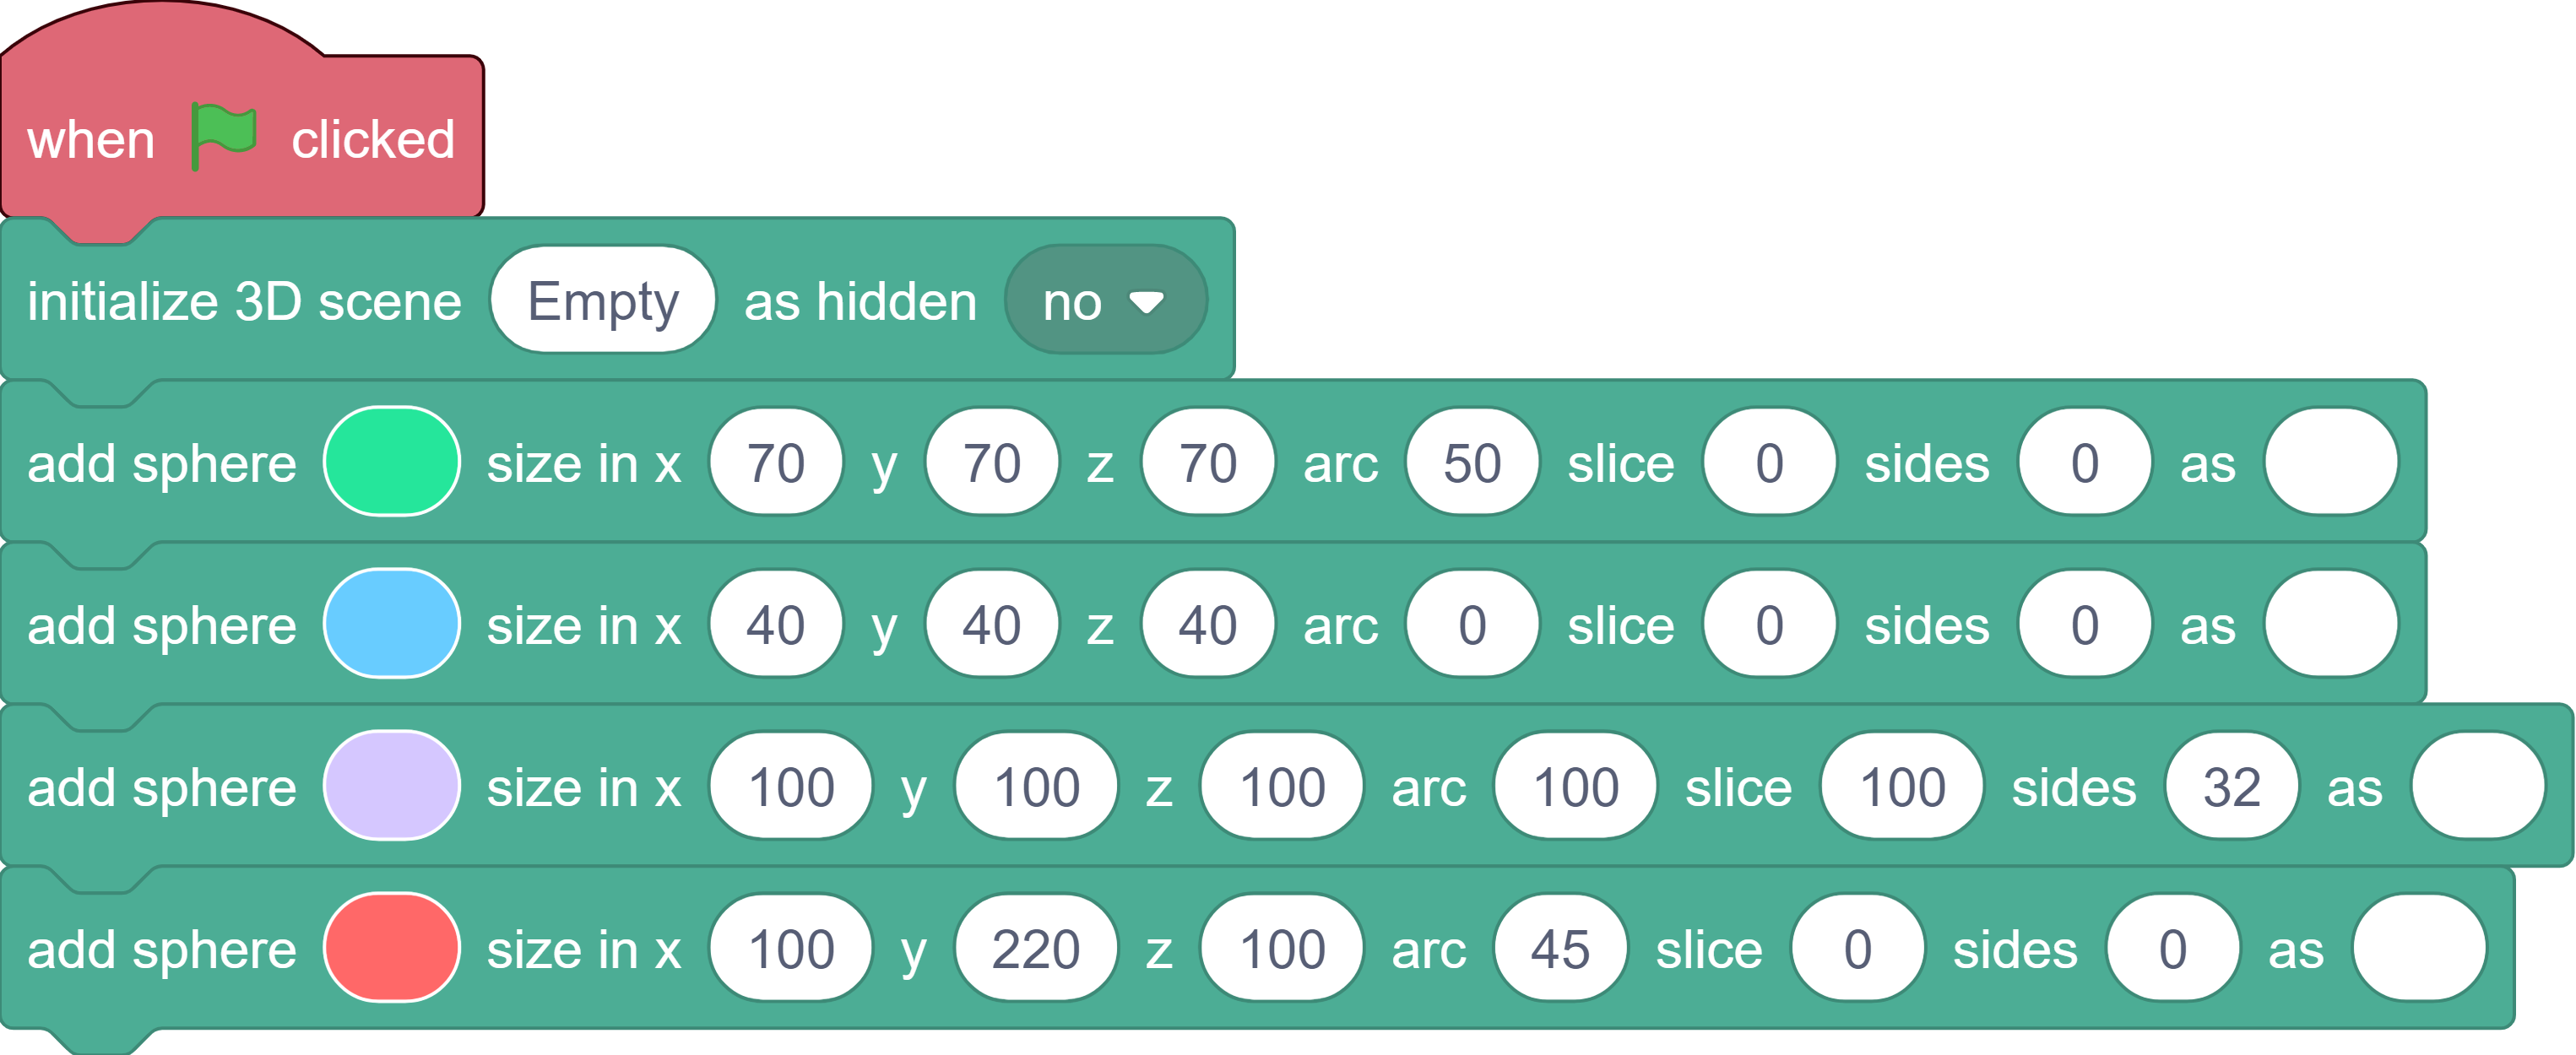 when clicked
initialize 3D scene Empty as hidden no
add sphere size in x 70 y 70 z 70 arc 50 slice 0 sides 0 as
add sphere size in x 40 y 40 z 40 arc 0 slice 0 sides 0 as
add sphere size in x 100 y 100 z 100 arc 100 slice 100 sides 32 as
add sphere size in x 100 y 220 z 100 arc 45 slice 0 sides 0 as